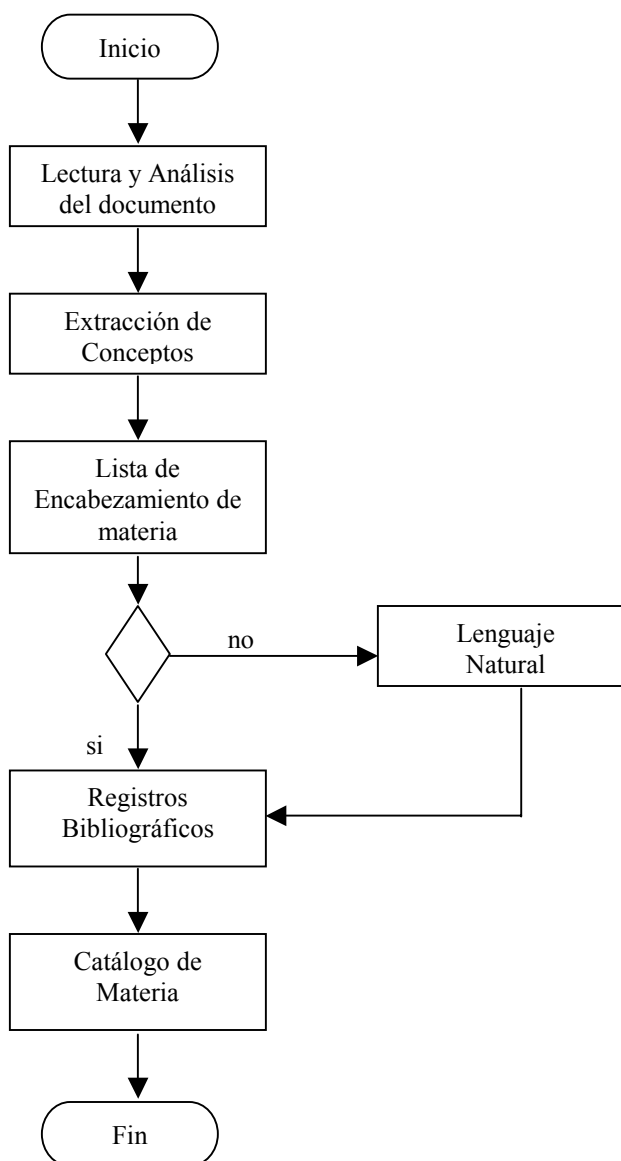 Inicio
Lectura y Análisis
del documento
Extracción de
Conceptos
Lista de
Encabezamiento de
materia
no
Lenguaje
Natural
si
Registros
Bibliográficos
Catálogo de
Materia
Fin